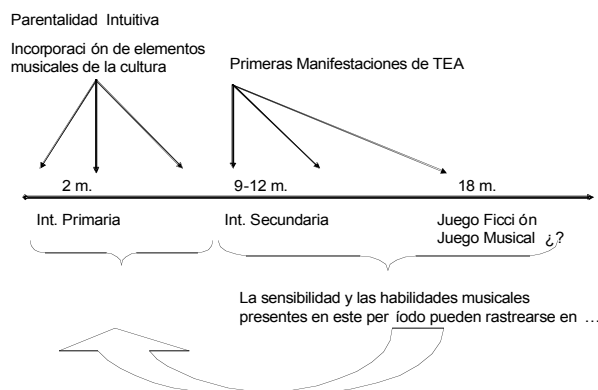 Parentalidad Intuitiva
Incorporaci ón de elementos
musicales de la cultura
Primeras Manifestaciones de TEA
2 m.
9-12 m.
18 m.
Int. Primaria
Int. Secundaria
Juego Ficci ón
Juego Musical ¿?
La sensibilidad y las habilidades musicales
presentes en este per íodo pueden rastrearse en …